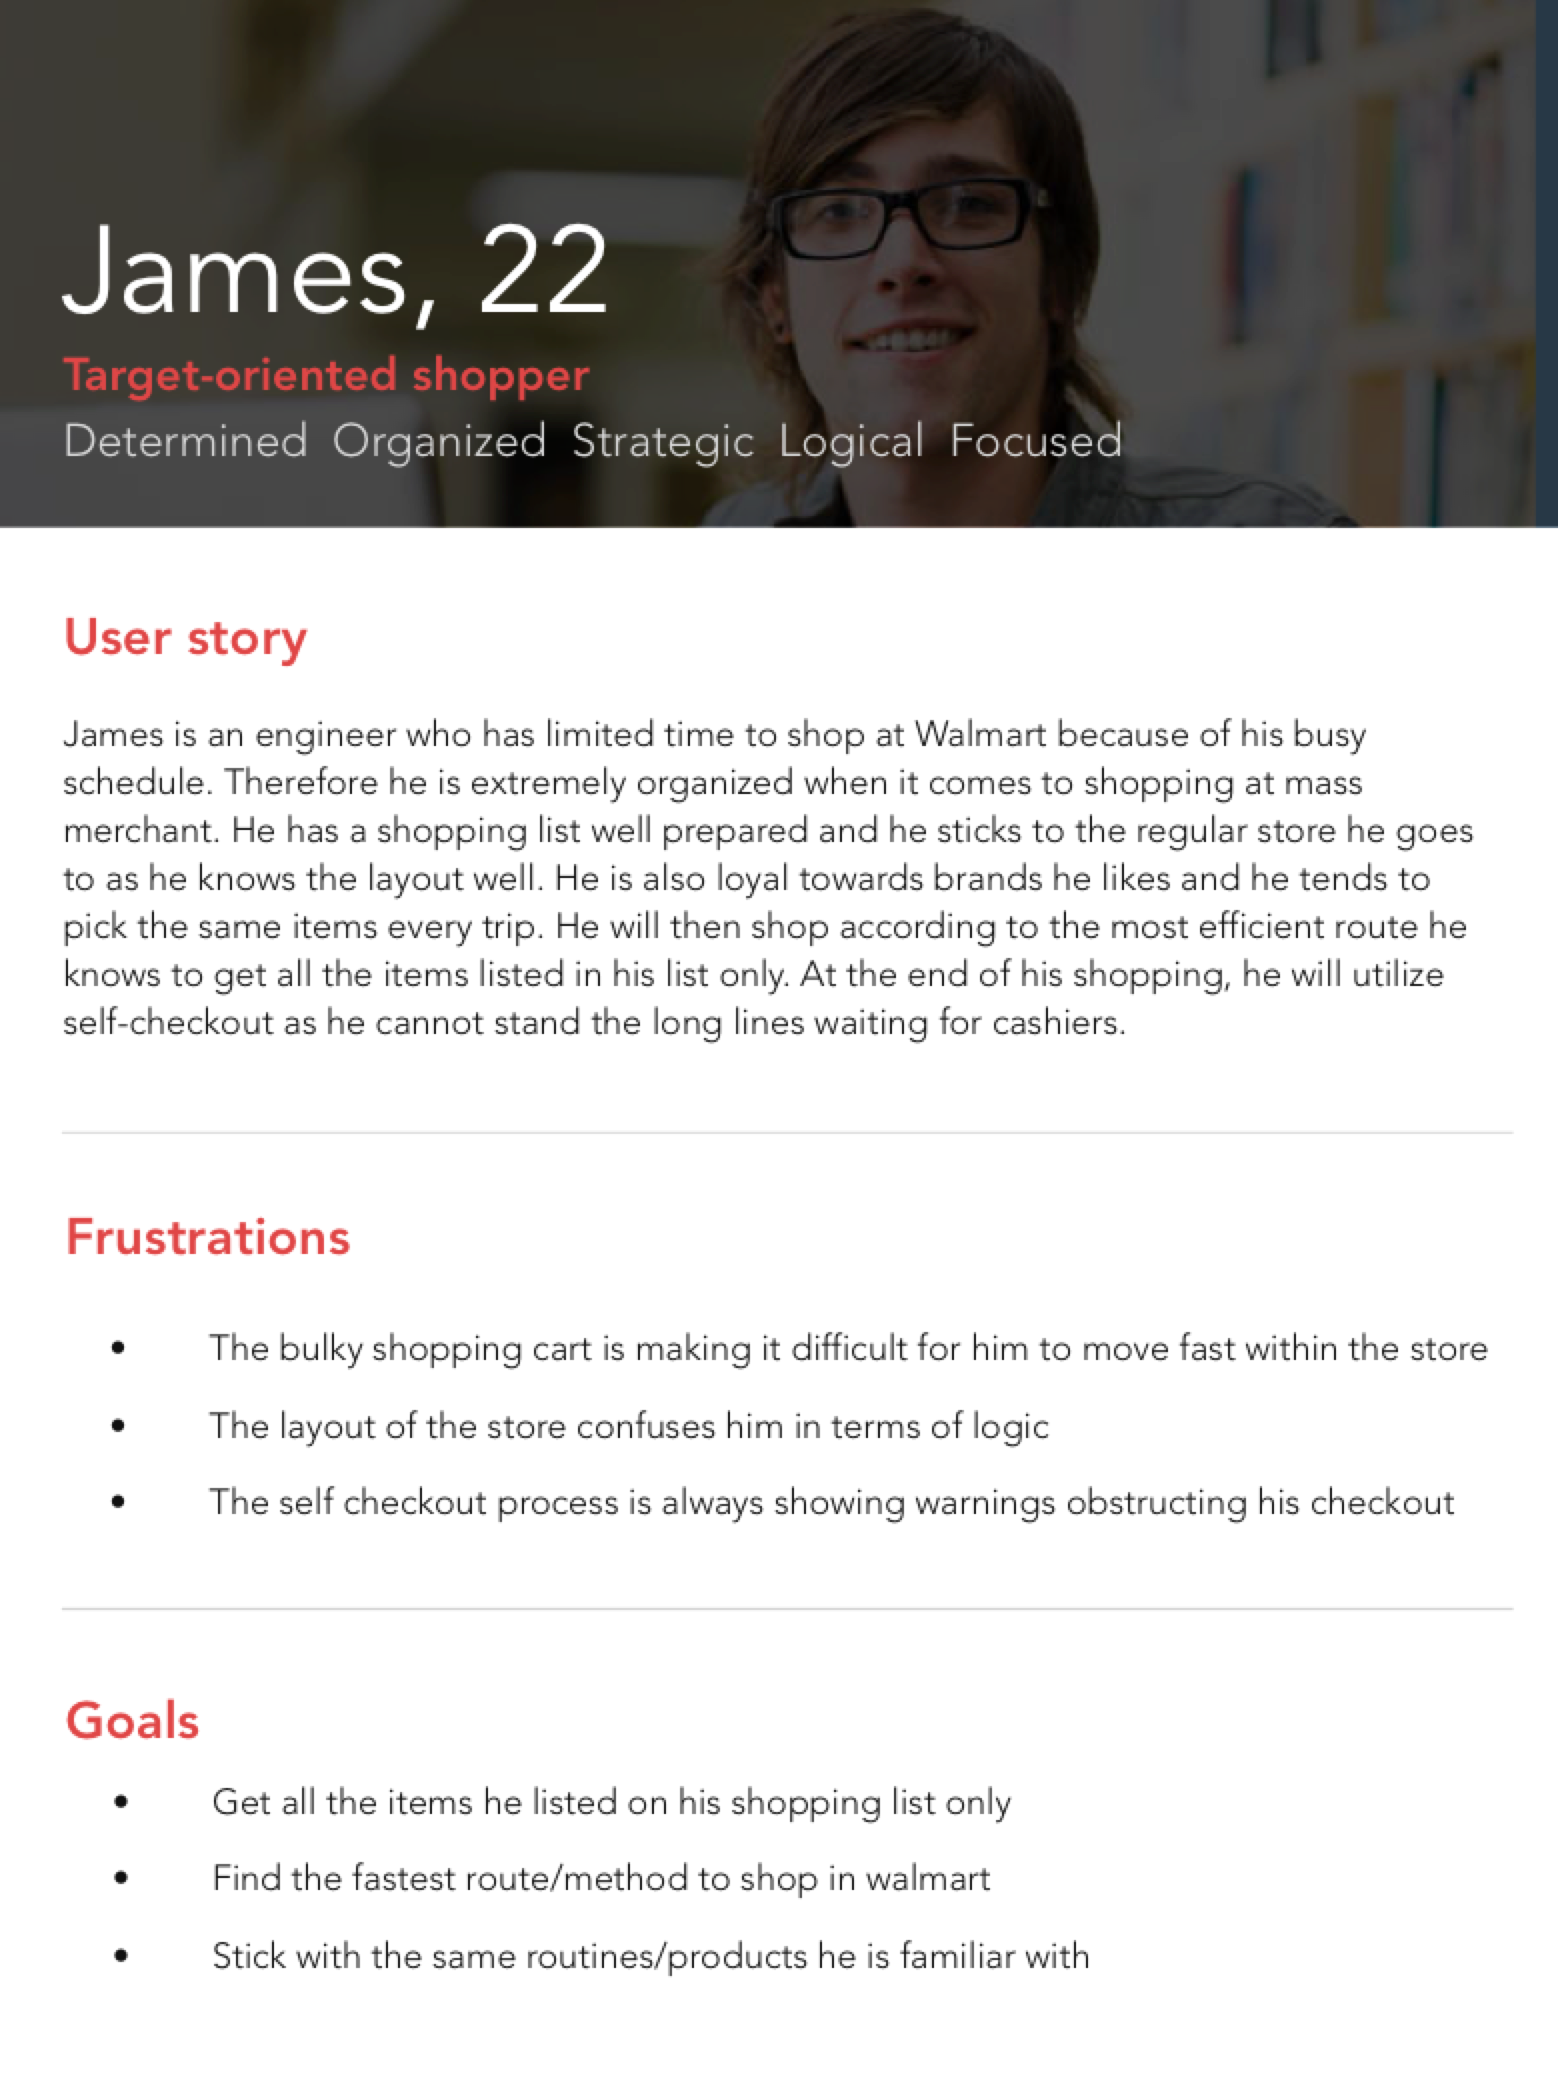 James, 22
Target-oriented shopper
Determined Organized Strategic Logical Focused
User story
James is an engineer who has limited time to shop at Walmart because of his busy
schedule. Therefore he is extremely organized when it comes to shopping at mass
merchant. He has a shopping list well prepared and he sticks to the regular store he goes
to as he knows the layout well. He is also loyal towards brands he likes and he tends to
pick the same items every trip. He will then shop according to the most efficient route he
knows to get all the items listed in his list only. At the end of his shopping, he will utilize
self-checkout as he cannot stand the long lines waiting for cashiers.
Frustrations
• The bulky shopping cart is making it difficult for him to move fast within the store
• The layout of the store confuses him in terms of logic
• The self checkout process is always showing warnings obstructing his checkout
Goals
• Get all the items he listed on his shopping list only
• Find the fastest route/method to shop in walmart
• Stick with the same routines/products he is familiar with